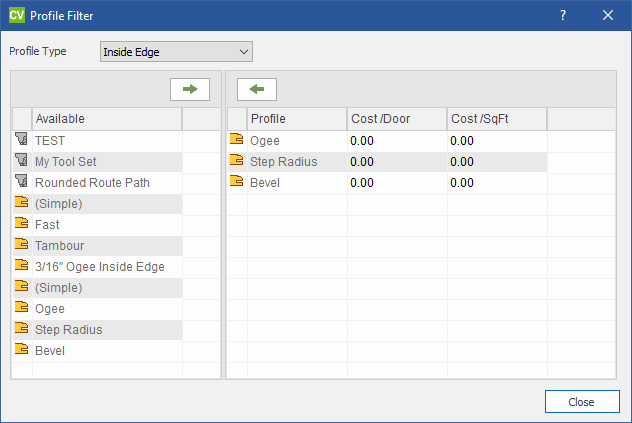 CV Profile Filter ?
Profile Type Inside Edge
Available
TEST
My Tool Set
Rounded Route Path
(Simple)
Fast
Tambour
3/16" Ogee Inside Edge
(Simple)
Ogee
Step Radius
Bevel
Profile Cost /Door Cost /SqFt
Ogee 0.00 0.00
Step Radius 0.00 0.00
Bevel 0.00 0.00
Close